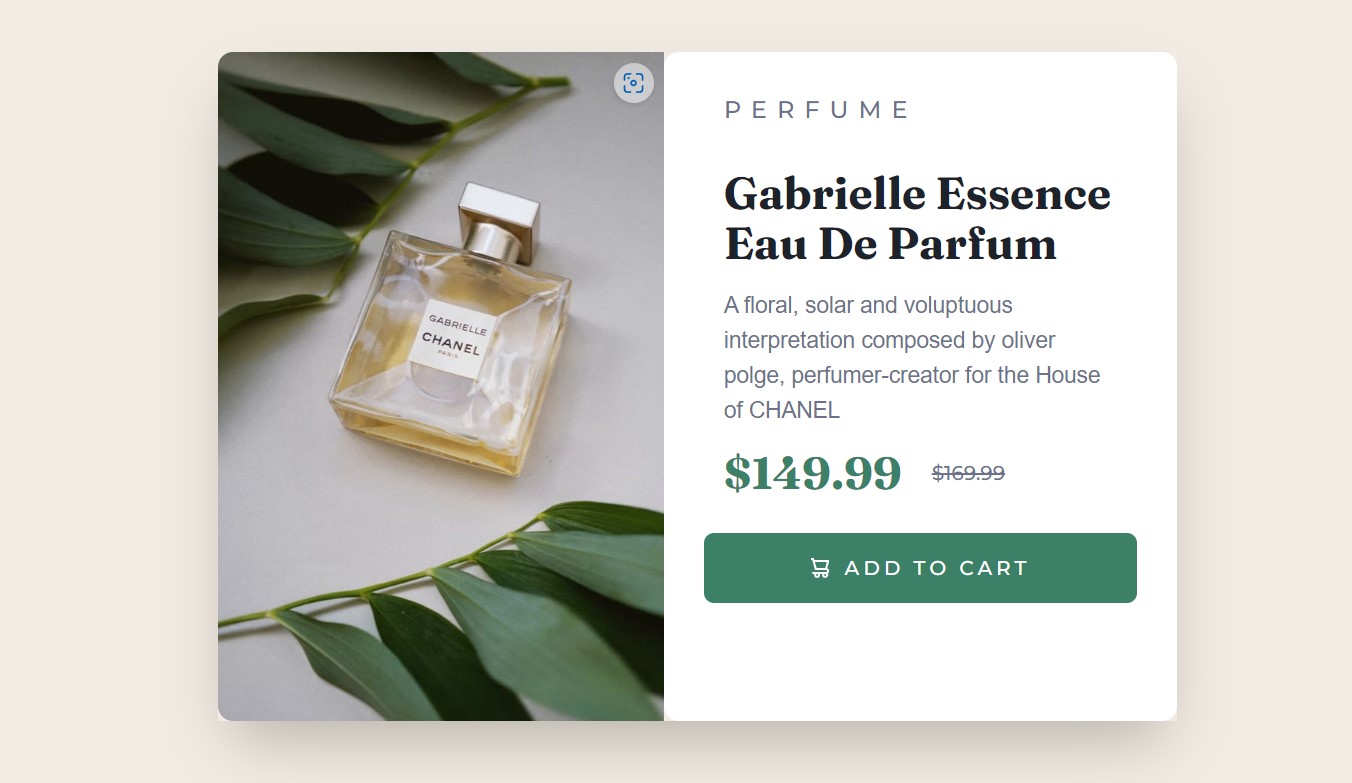 GABRIELLE
CHANEL
PARIS
PERFUME
Gabrielle Essence
Eau De Parfum
A floral, solar and voluptuous
interpretation composed by oliver
polge, perfumer-creator for the House
of CHANEL
$149.99 $169.99
ADD TO CART